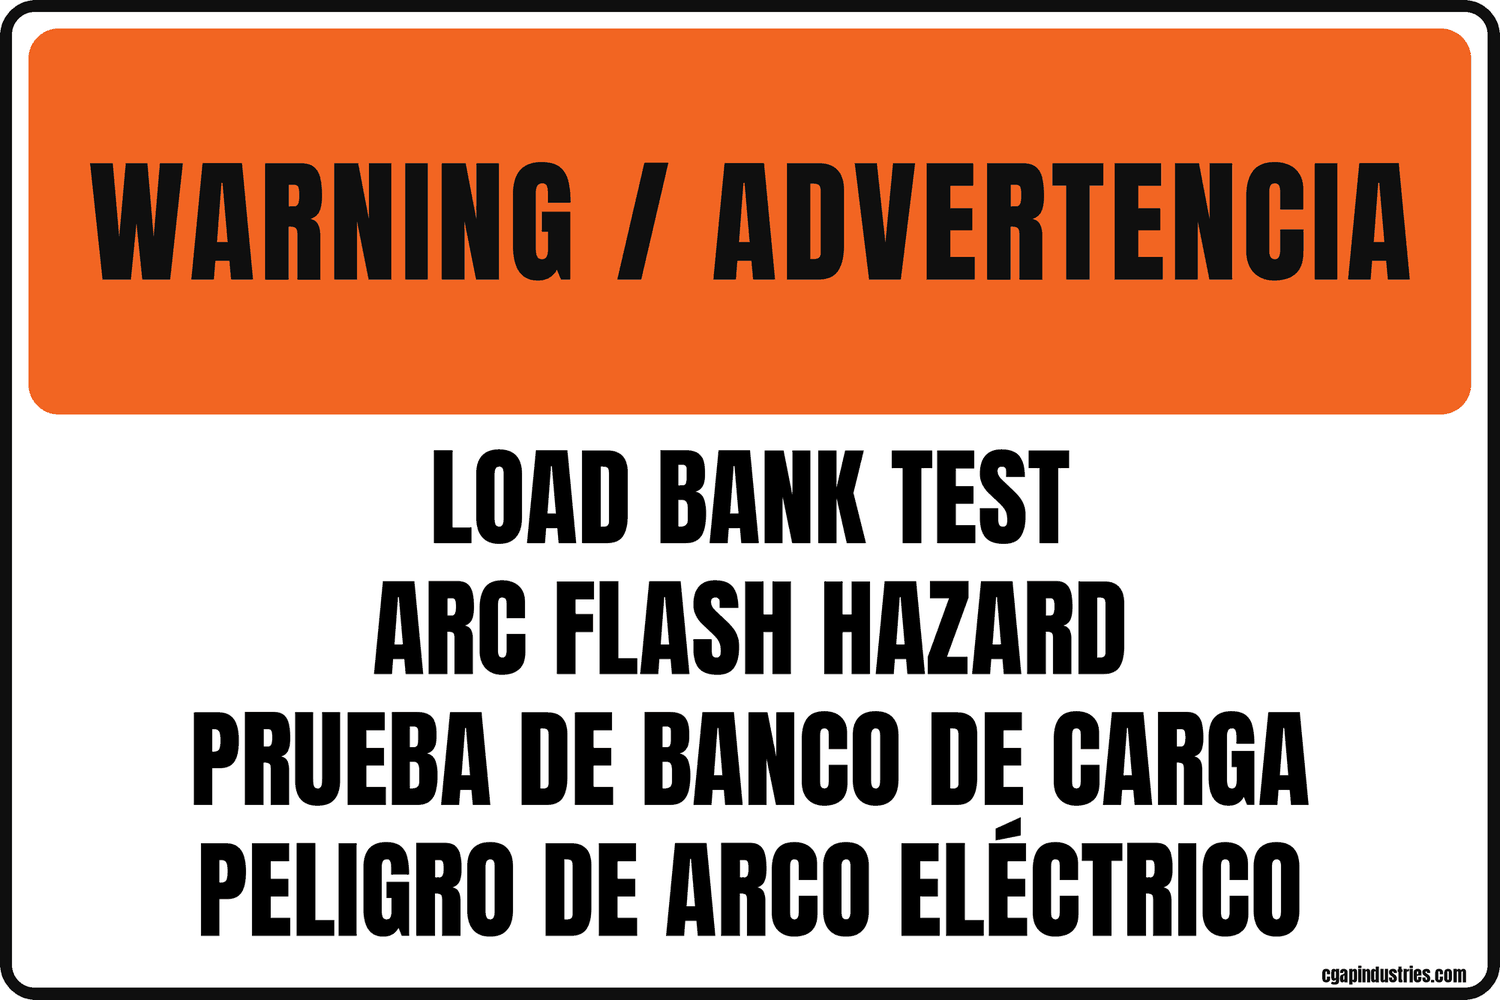 WARNING / ADVERTENCIA
LOAD BANK TEST
ARC FLASH HAZARD
PRUEBA DE BANCO DE CARGA
PELIGRO DE ARCO ELÉCTRICO
cgapindustries.com